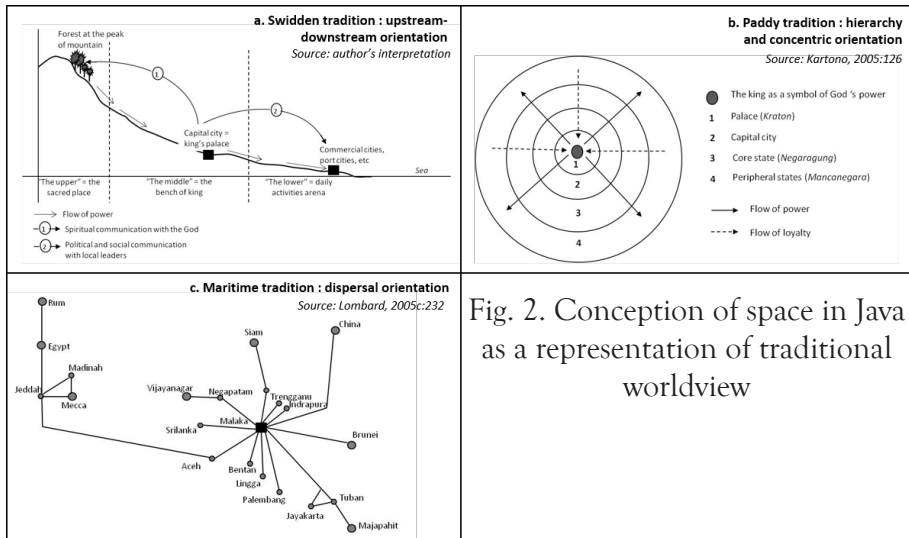 a. Swidden tradition : upstream-
downstream orientation
Source: author's interpretation
Forest at the peak
of mountain
1
2
Capital city =
king's palace
Commercial cities,
port cities, etc
Sea
"The upper" = the
sacred place
"The middle" = the
bench of king
"The lower" = daily
activities arena
Flow of power
1 Spiritual communication with the God
2 Political and social communication
with local leaders
b. Paddy tradition : hierarchy
and concentric orientation
Source: Kartono, 2005:126
1
2
3
4
The king as a symbol of God 's power
1 Palace (Kraton)
2 Capital city
3 Core state (Negaragung)
4 Peripheral states (Mancanegara)
Flow of power
Flow of loyalty
c. Maritime tradition : dispersal orientation
Source: Lombard, 2005c:232
Rum
Egypt
Madinah
Jeddah
Mecca
Siam
China
Vijayanagar
Negapatam
Trengganu
Indrapura
Srilanka
Malaka
Brunei
Aceh
Bentan
Lingga
Palembang
Tuban
Jayakarta
Majapahit
Fig. 2. Conception of space in Java
as a representation of traditional
worldview